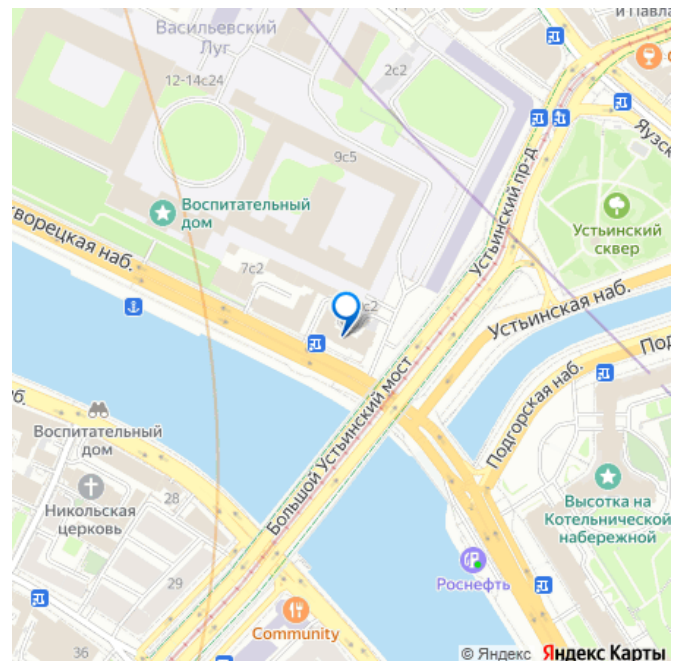 и Павла
Васильевский
Луг
12-14с24
2с2
9с5
Яузск
Воспитательный
дом
Устьинский пр-д
Устьинский
сквер
кворецкая наб.
7с2
с2
Устьинская наб.
Под
Подгорская наб.
Большой Устьинский мост
б.
Воспитательный
дом
Никольская
церковь
28
29
36
Высотка на
Котельнической
набережной
Роснефть
Community
© Яндекс Яндекс Карты